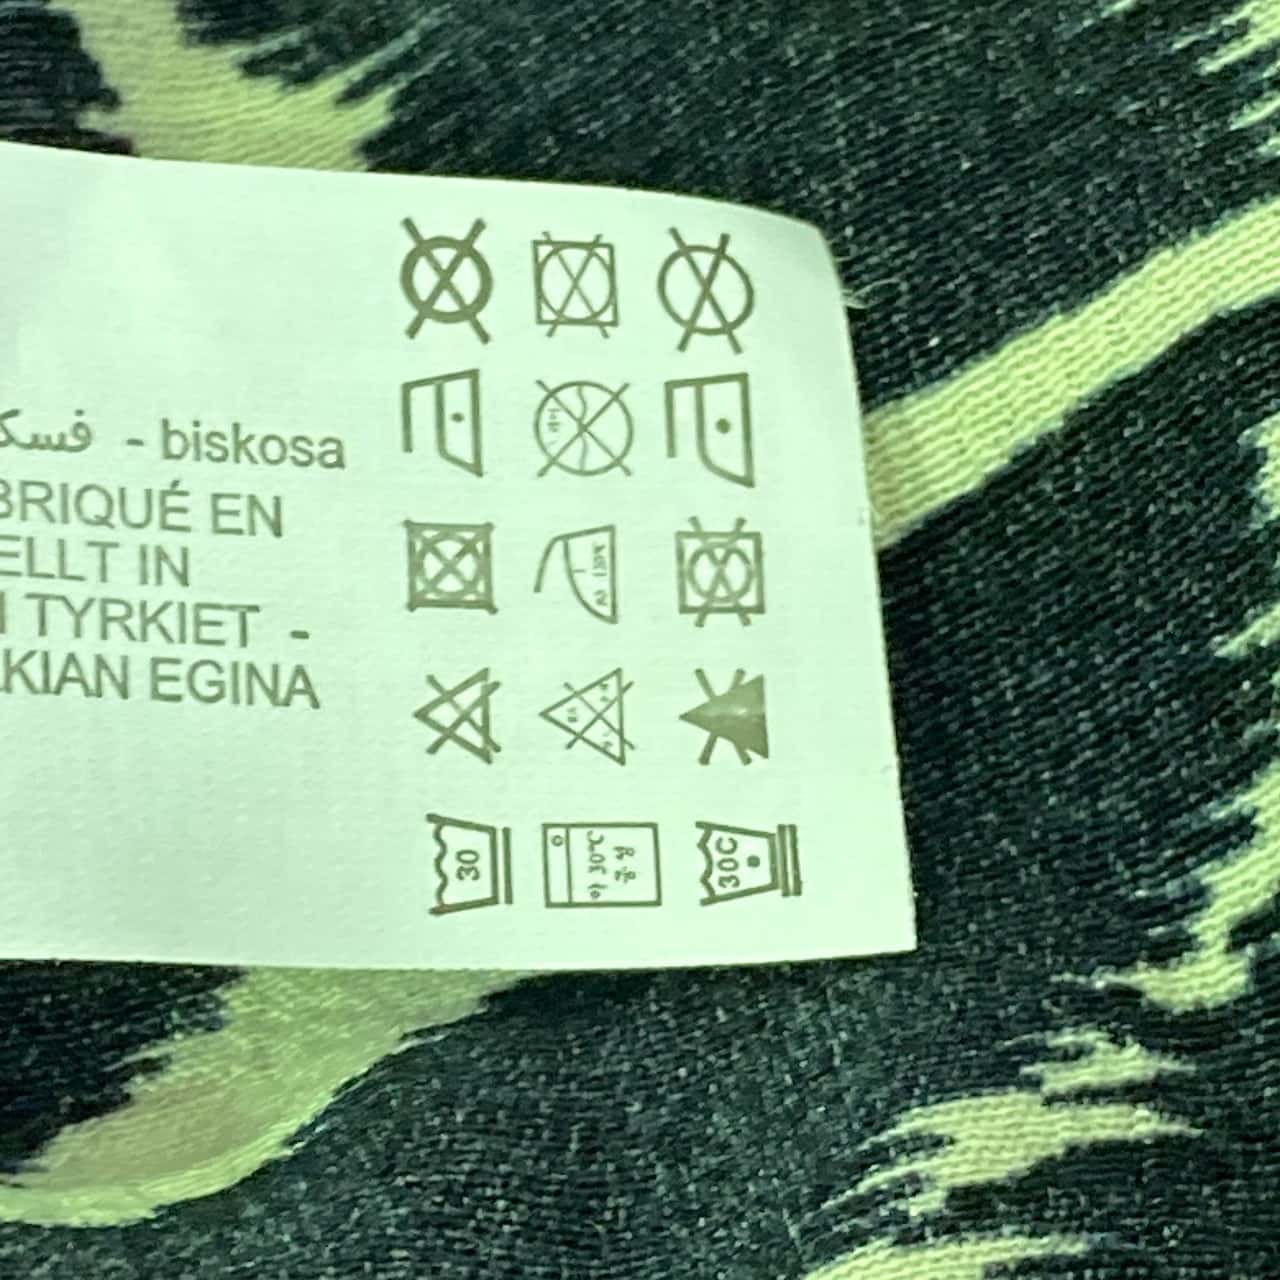 فسك - biskosa
BRIQUÉ EN
ELLT IN
TYRKIET -
KIAN EGINA
30
30℃
30C